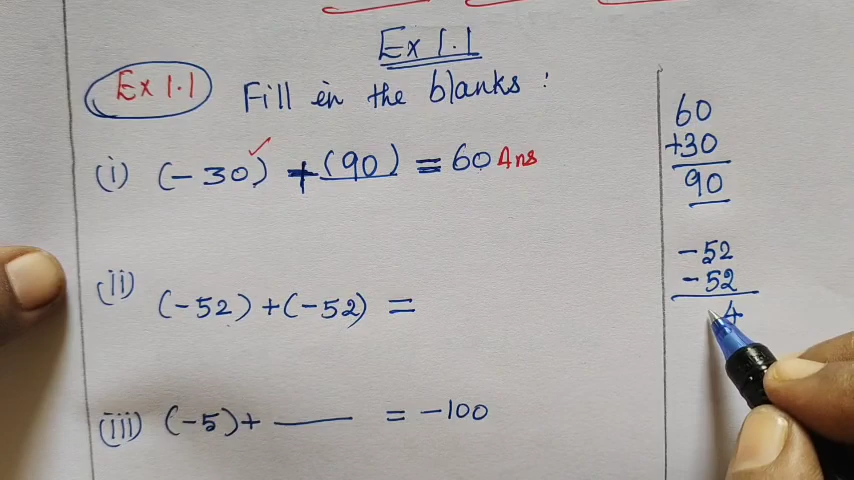 Ex 1.1
Ex 1.1 Fill in the blanks :
(i) (-30) + (90) = 60 Ans
(ii) (-52) + (-52) =
(iii) (-5) + ____ = -100
60
+30
90
-52
-52
4